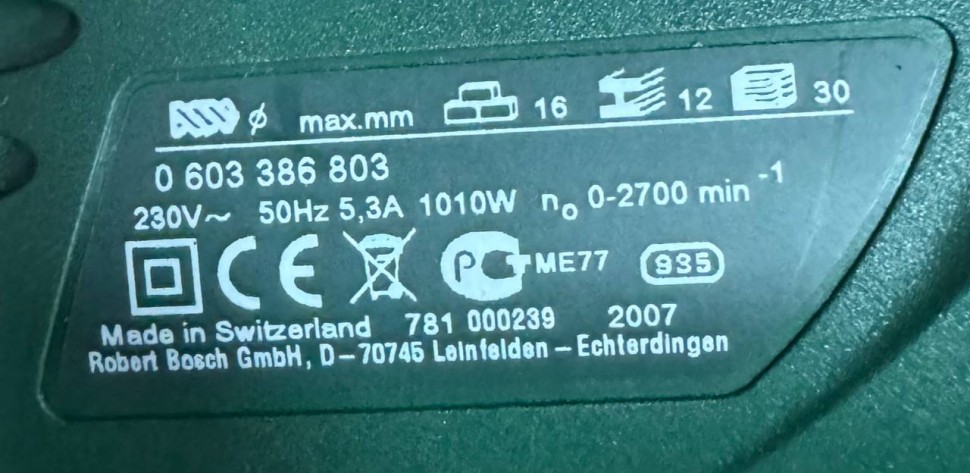 ø max.mm 16 12 30
0 603 386 803
230V~ 50Hz 5,3A 1010W n₀ 0-2700 min⁻¹
CE PCT ME77 935
Made in Switzerland 781 000239 2007
Robert Bosch GmbH, D-70745 Leinfelden-Echterdingen